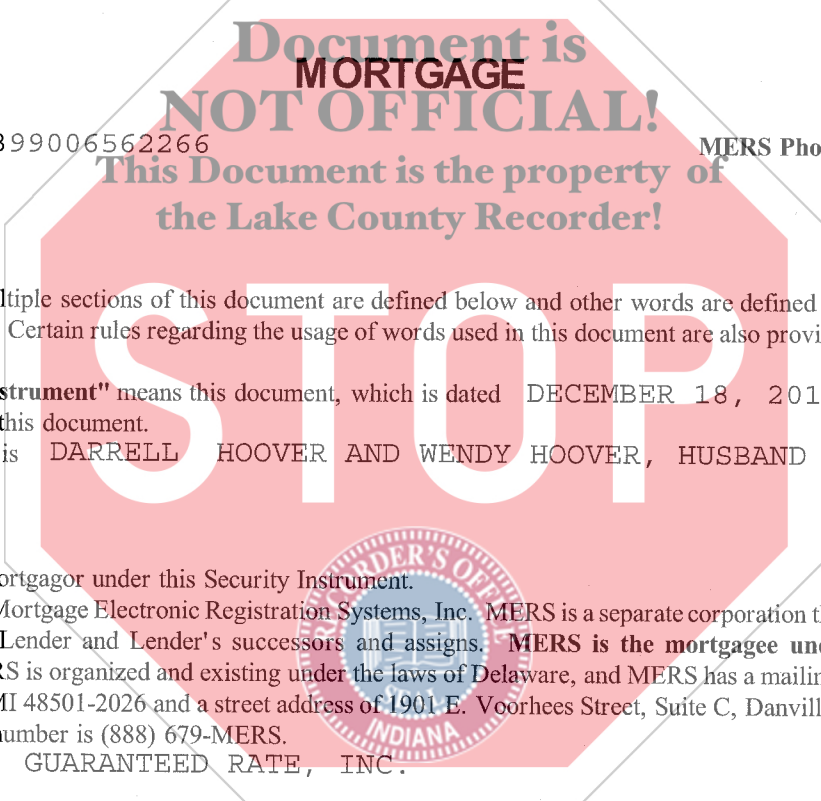 Document is
MORTGAGE
NOT OFFICIAL!
399006562266
MERS Pho
This Document is the property of
the Lake County Recorder!
ltiple sections of this document are defined below and other words are defined
Certain rules regarding the usage of words used in this document are also provi
STOP
strument" means this document, which is dated DECEMBER 18, 201
this document.
is DARRELL HOOVER AND WENDY HOOVER, HUSBAND
ortgagor under this Security Instrument.
Mortgage Electronic Registration Systems, Inc. MERS is a separate corporation t
Lender and Lender's successors and assigns. MERS is the mortgagee und
RS is organized and existing under the laws of Delaware, and MERS has a mailin
MI 48501-2026 and a street address of 1901 E. Voorhees Street, Suite C, Danvill
number is (888) 679-MERS.
GUARANTEED RATE, INC.
RECORDER'S OFFICE
SEAL
INDIANA